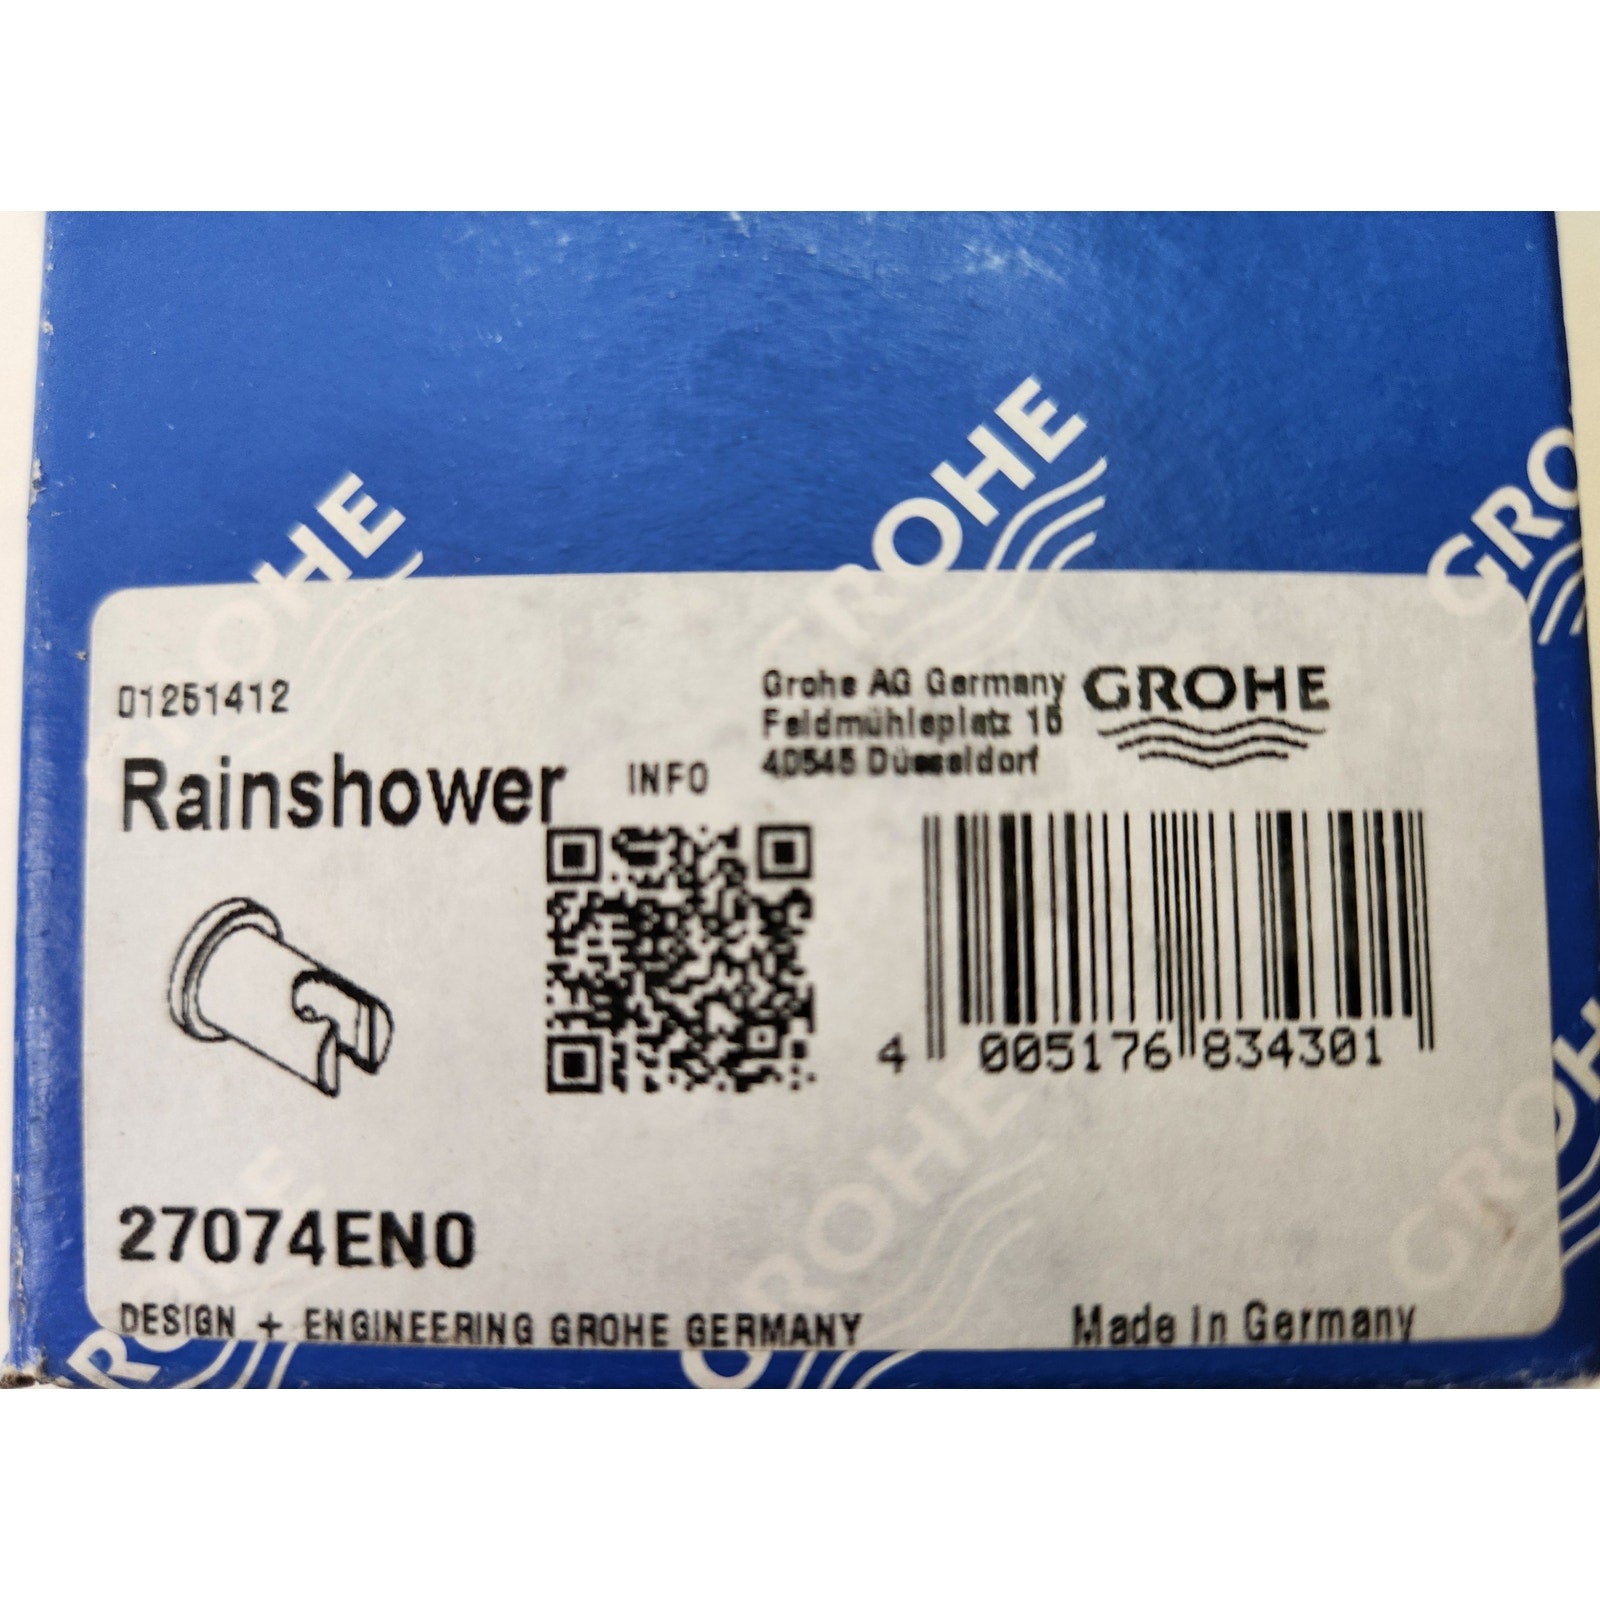 GROHE
GROHE
GROHE
01251412
Rainshower
INFO
Grohe AG Germany
Feldmühleplatz 15
40545 Düsseldorf
GROHE
4 005176 834301
27074EN0
DESIGN + ENGINEERING GROHE GERMANY
Made in Germany
GROHE
GROHE